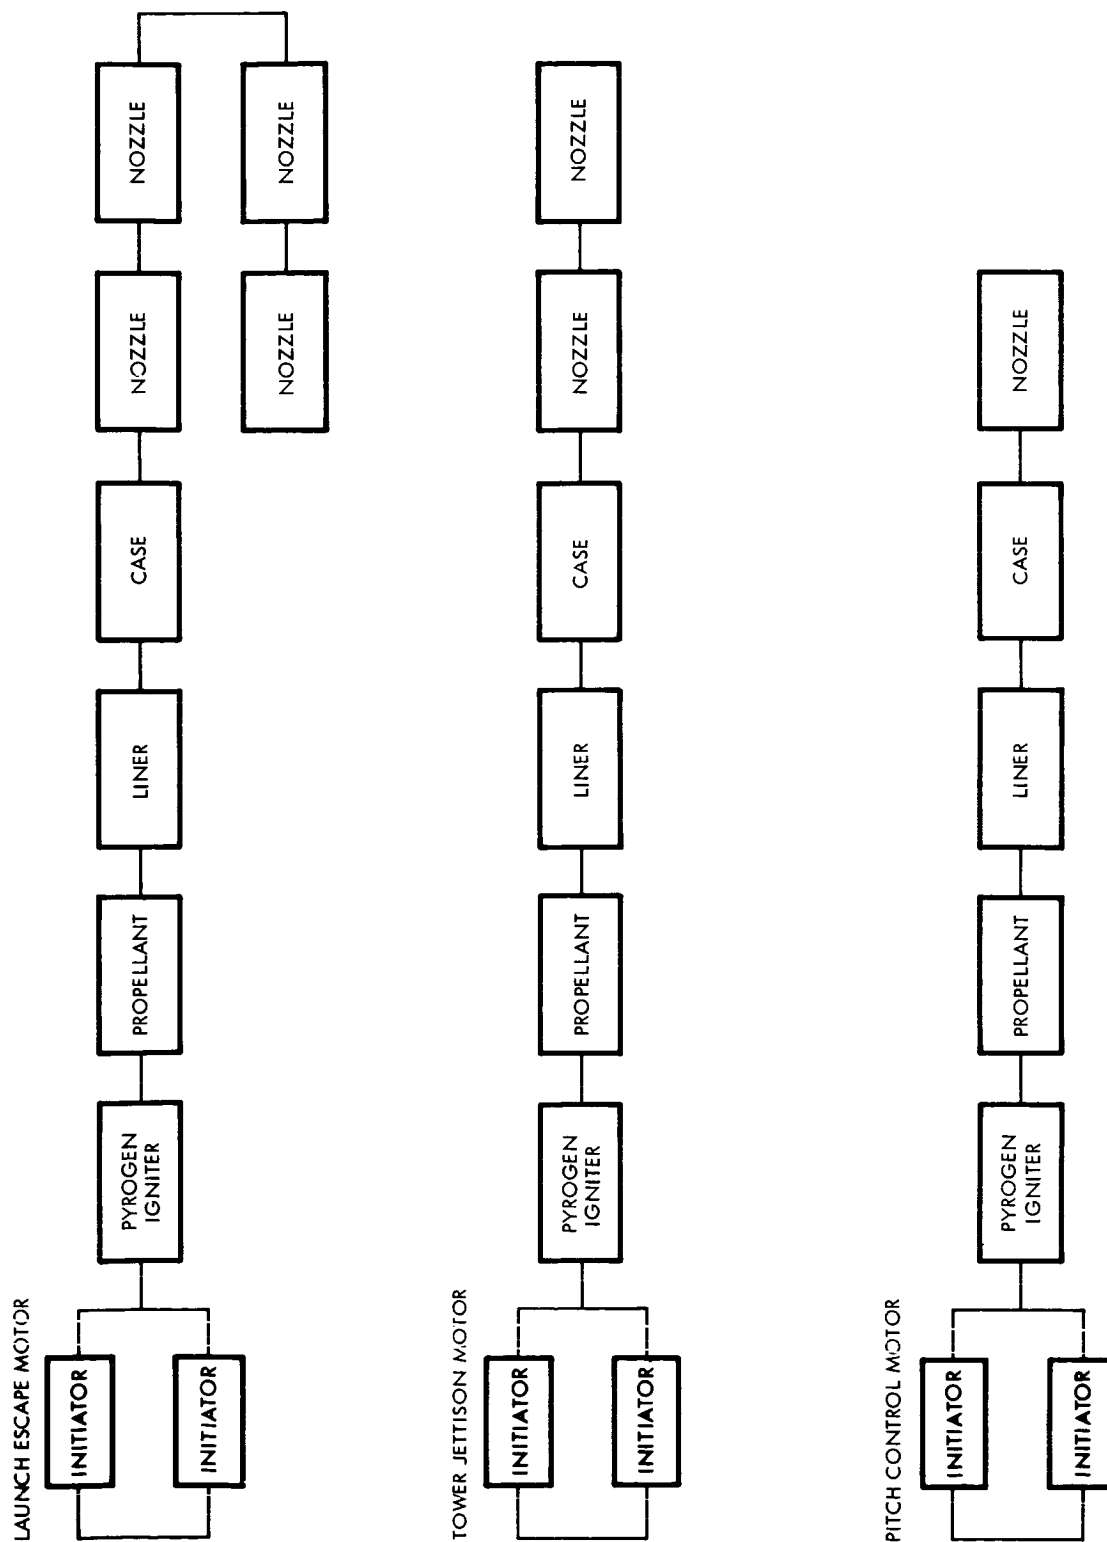 LAUNCH ESCAPE MOTOR
INITIATOR
INITIATOR
PYROGEN
IGNITER
PROPELLANT
LINER
CASE
NOZZLE
NOZZLE
NOZZLE
NOZZLE
TOWER JETTISON MOTOR
INITIATOR
INITIATOR
PYROGEN
IGNITER
PROPELLANT
LINER
CASE
NOZZLE
NOZZLE
PITCH CONTROL MOTOR
INITIATOR
INITIATOR
PYROGEN
IGNITER
PROPELLANT
LINER
CASE
NOZZLE